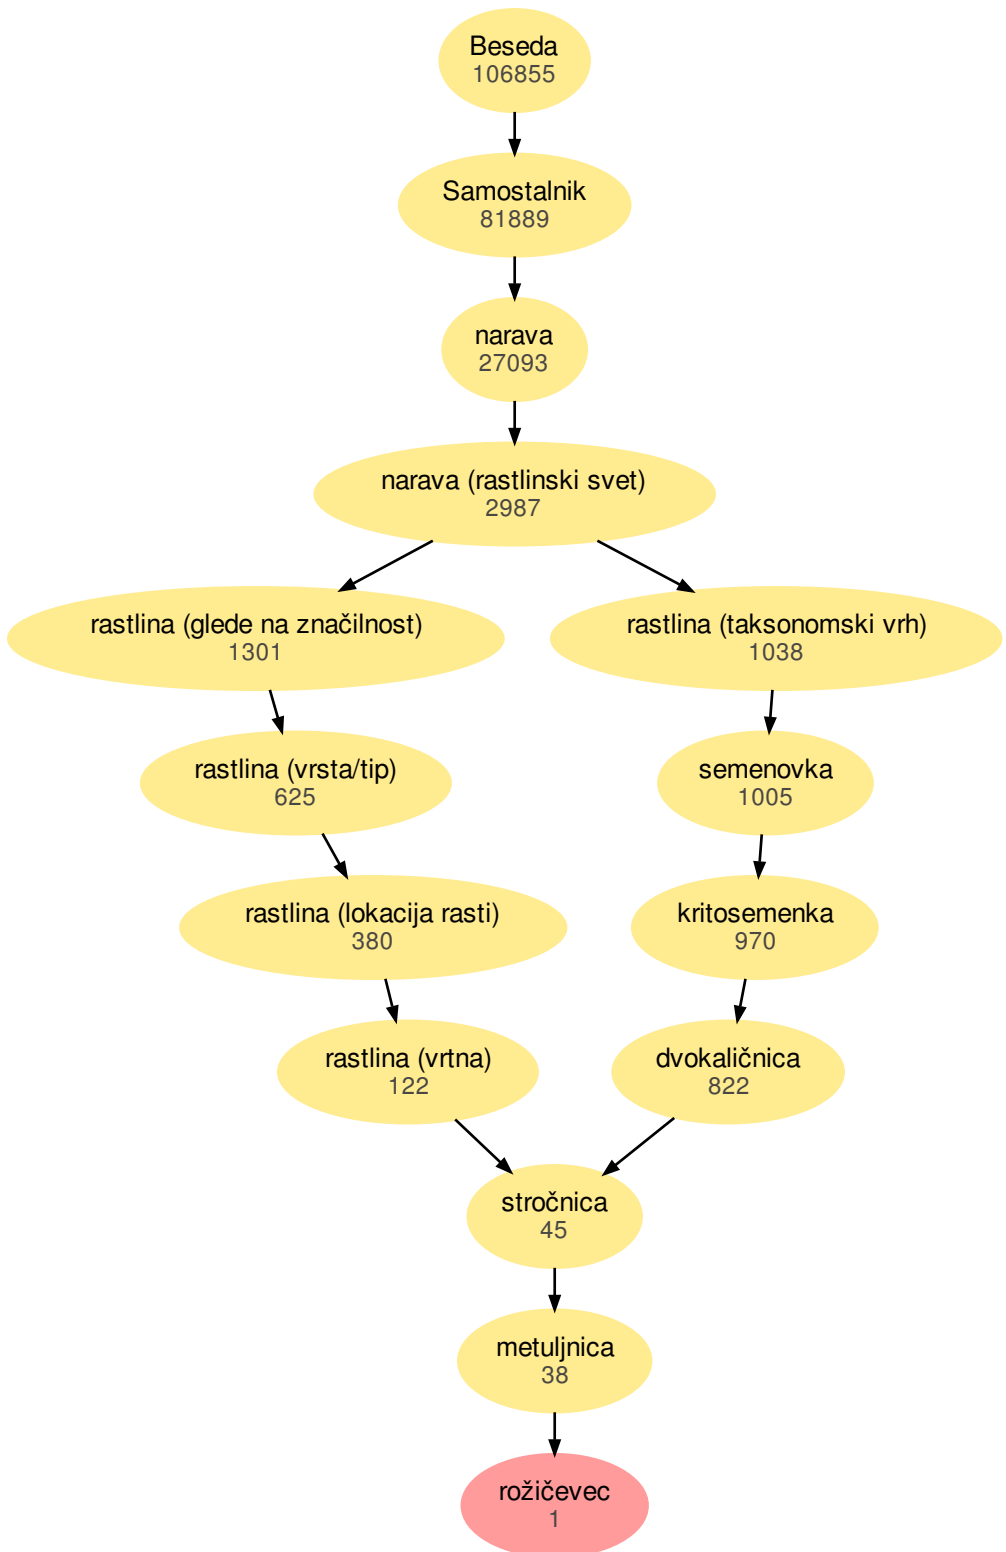 Beseda
106855
Samostalnik
81889
narava
27093
narava (rastlinski svet)
2987
rastlina (glede na značilnost)
1301
rastlina (taksonomski vrh)
1038
rastlina (vrsta/tip)
625
semenovka
1005
rastlina (lokacija rasti)
380
kritosemenka
970
rastlina (vrtna)
122
dvokaličnica
822
stročnica
45
metuljnica
38
rožičevec
1